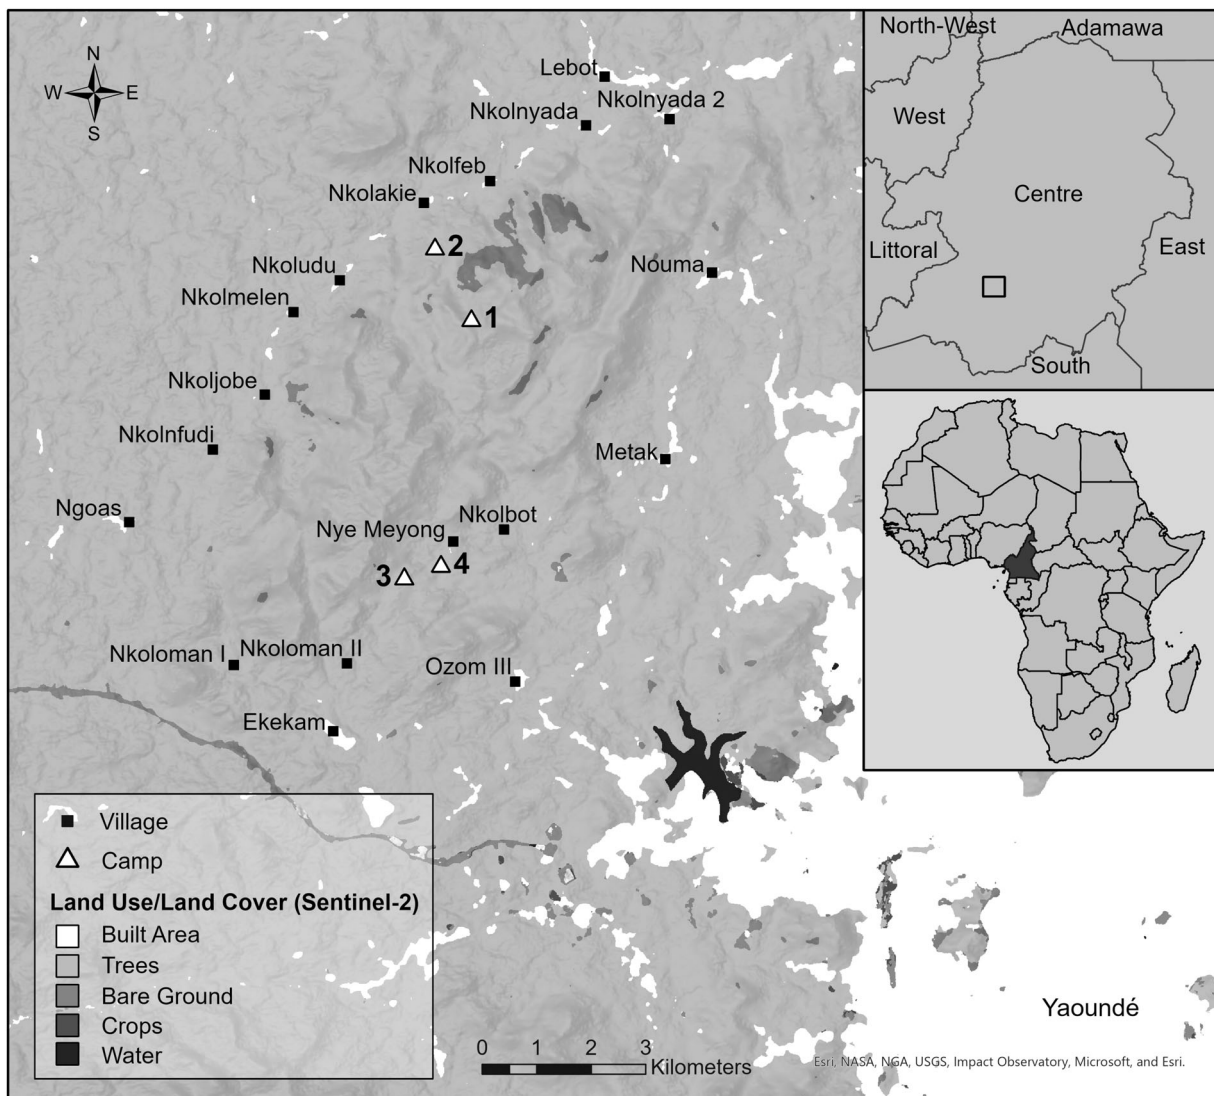 N
W
E
S
Lebot
Nkolnyada 2
Nkolnyada
Nkolfeb
Nkolakie
2
Nkoludu
Nouma
Nkolmelen
1
Nkoljobe
Nkolnfudi
Metak
Ngoas
Nye Meyong
Nkolbot
3
4
Nkoloman I
Nkoloman II
Ozom III
Ekekam
North-West
Adamawa
West
Centre
Littoral
East
South
Village
Camp
Land Use/Land Cover (Sentinel-2)
Built Area
Trees
Bare Ground
Crops
Water
0 1 2 3
Kilometers
Yaoundé
Esri, NASA, NGA, USGS, Impact Observatory, Microsoft, and Esri.